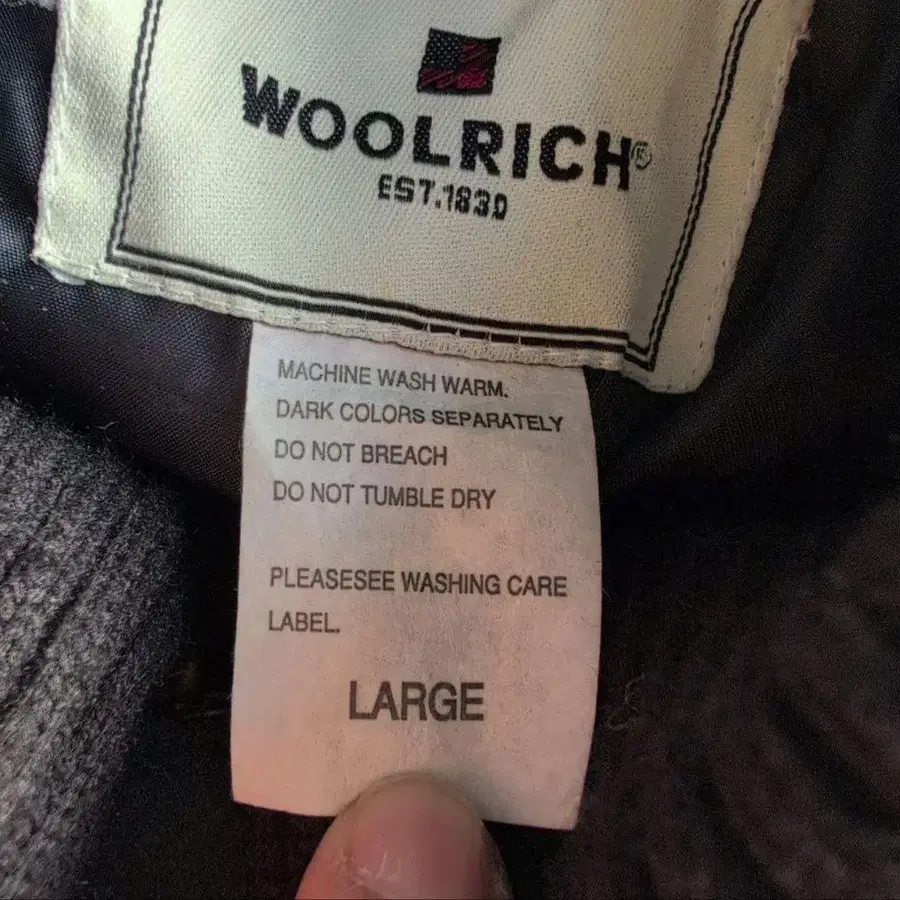 WOOLRICH®
EST.1830
MACHINE WASH WARM.
DARK COLORS SEPARATELY
DO NOT BREACH
DO NOT TUMBLE DRY
PLEASESEE WASHING CARE
LABEL.
LARGE